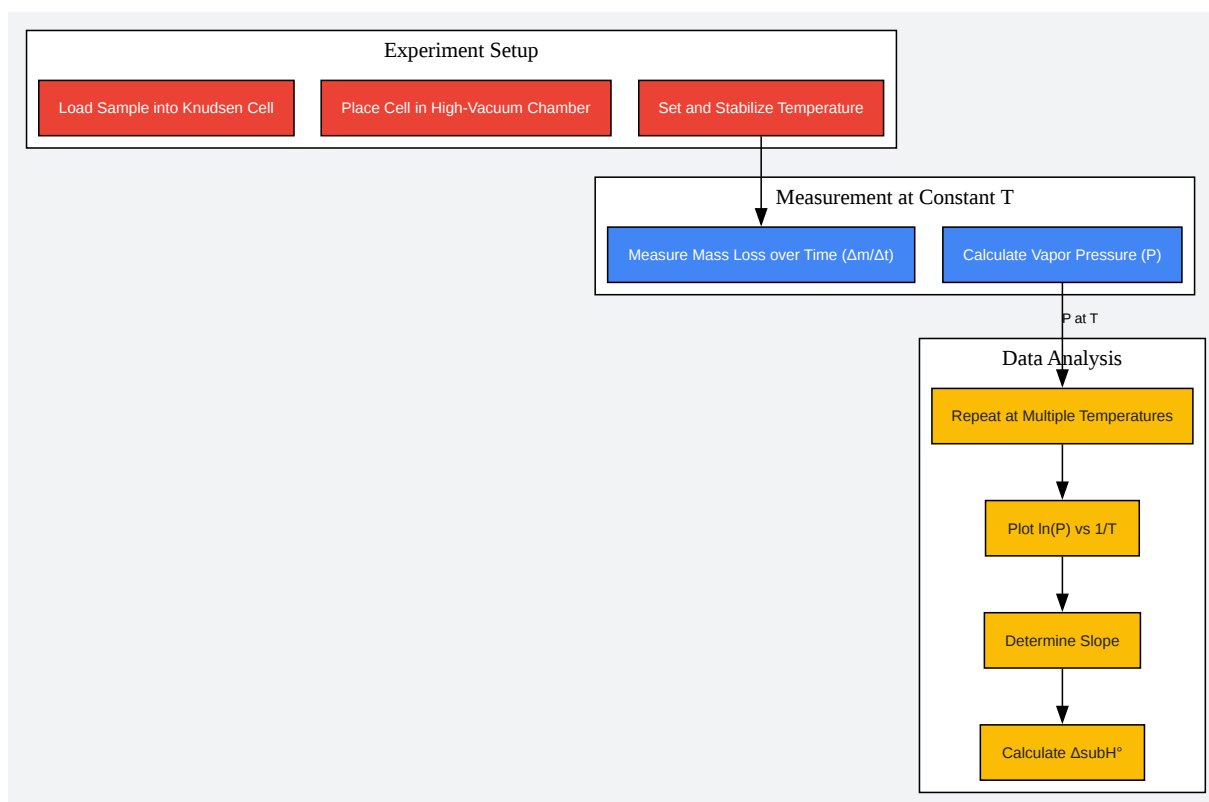 Experiment Setup
Load Sample into Knudsen Cell
Place Cell in High-Vacuum Chamber
Set and Stabilize Temperature
Measurement at Constant T
Measure Mass Loss over Time (Δm/Δt)
Calculate Vapor Pressure (P)
P at T
Data Analysis
Repeat at Multiple Temperatures
Plot ln(P) vs 1/T
Determine Slope
Calculate ΔsubH°